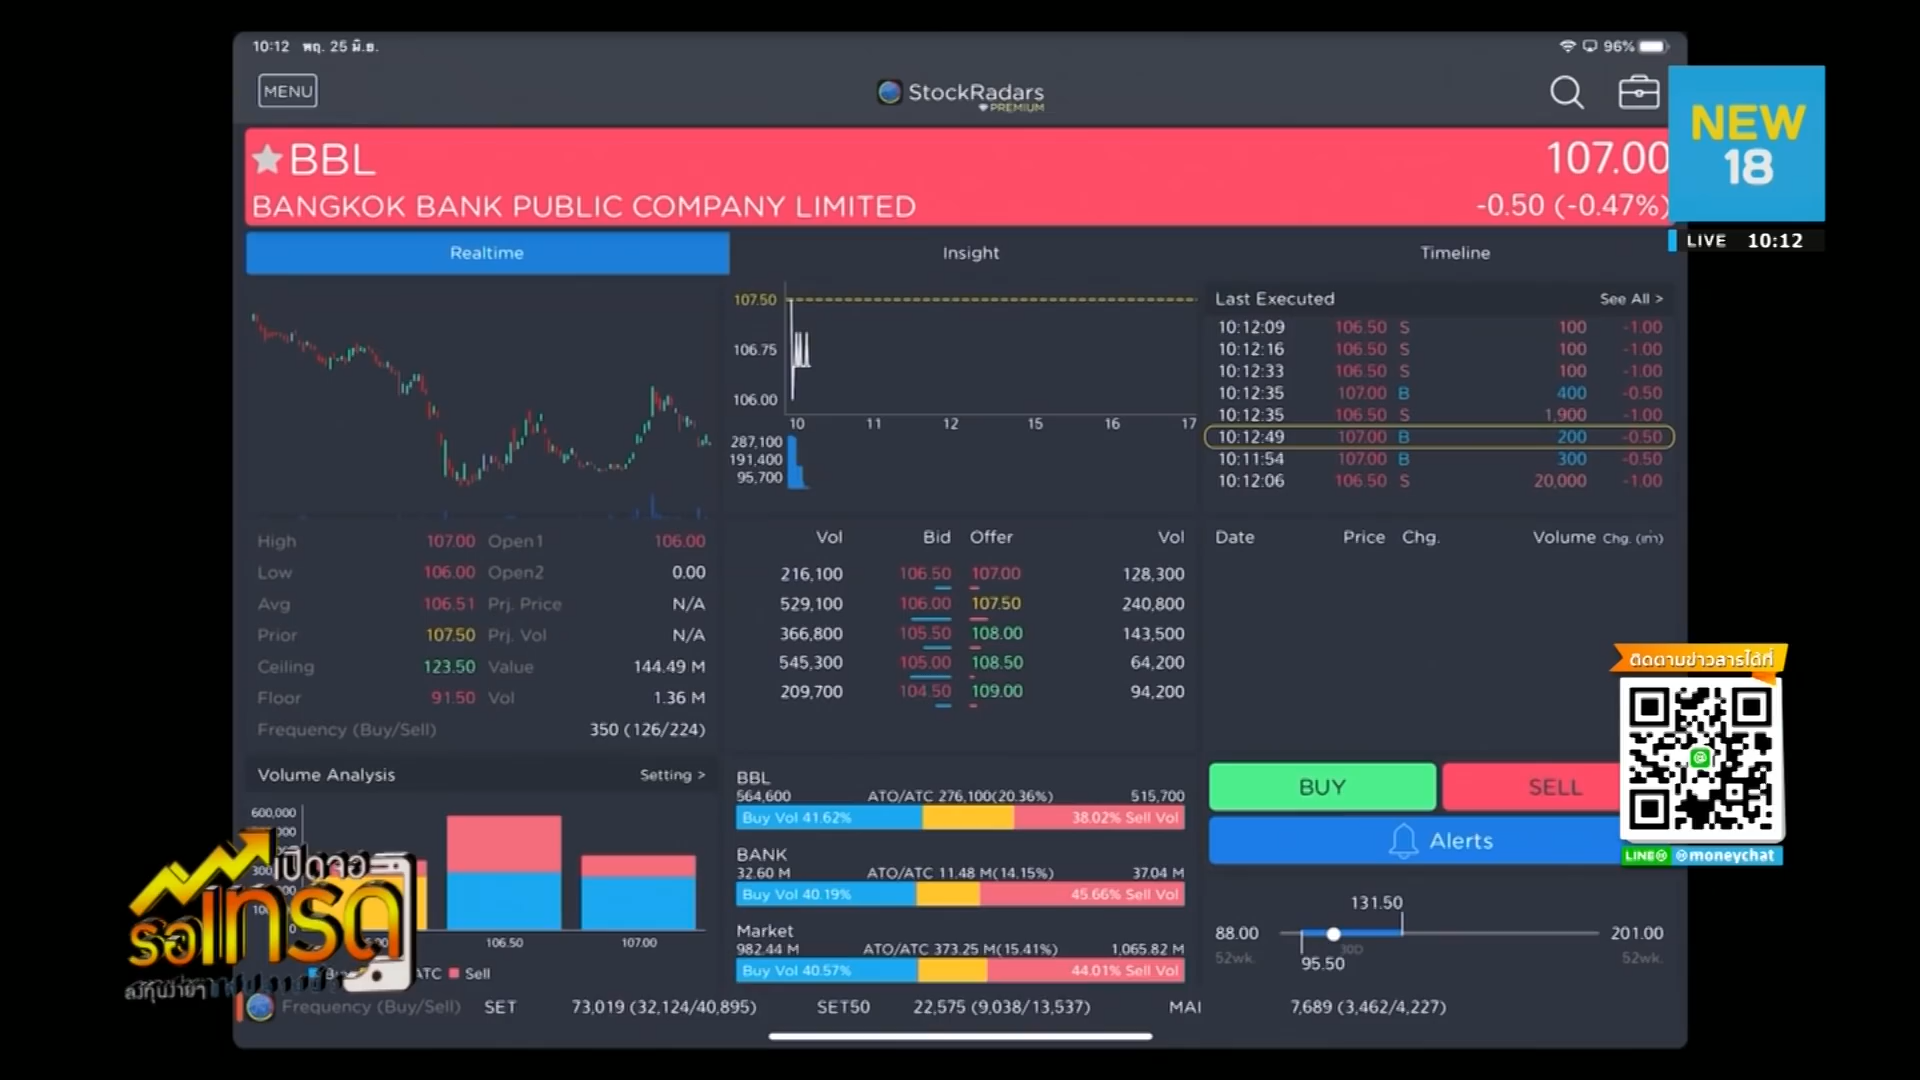 10:12 พฤ. 25 มิ.ย.
96%
MENU
StockRadars
PREMIUM
NEW
18
LIVE 10:12
BBL
107.00
BANGKOK BANK PUBLIC COMPANY LIMITED
-0.50 (-0.47%)
Realtime
Insight
Timeline
107.50
106.75
106.00
10 11 12 15 16 17
287,100
191,400
95,700
Last Executed See All >
10:12:09 106.50 S 100 -1.00
10:12:16 106.50 S 100 -1.00
10:12:33 106.50 S 100 -1.00
10:12:35 107.00 B 400 -0.50
10:12:35 106.50 S 1,900 -1.00
10:12:49 107.00 B 200 -0.50
10:11:54 107.00 B 300 -0.50
10:12:06 106.50 S 20,000 -1.00
High 107.00 Open1 106.00
Low 106.00 Open2 0.00
Avg 106.51 Prj. Price N/A
Prior 107.50 Prj. Vol N/A
Ceiling 123.50 Value 144.49 M
Floor 91.50 Vol 1.36 M
Frequency (Buy/Sell) 350 (126/224)
Vol Bid Offer Vol
216,100 106.50 107.00 128,300
529,100 106.00 107.50 240,800
366,800 105.50 108.00 143,500
545,300 105.00 108.50 64,200
209,700 104.50 109.00 94,200
Date Price Chg. Volume Chg. (เท่า)
Volume Analysis Setting >
600,000
106.50 107.00
Sell
BBL
564,600 ATO/ATC 276,100(20.36%) 515,700
Buy Vol 41.62% 38.02% Sell Vol
BANK
32.60 M ATO/ATC 11.48 M(14.15%) 37.04 M
Buy Vol 40.19% 45.66% Sell Vol
Market
982.44 M ATO/ATC 373.25 M(15.41%) 1,065.82 M
Buy Vol 40.57% 44.01% Sell Vol
BUY
SELL
Alerts
131.50
88.00 201.00
52wk. 30D 52wk.
95.50
ติดตามข่าวสารได้ที่
LINE@ @moneychat
เปิดจอ
รอเทรด
Frequency (Buy/Sell) SET 73,019 (32,124/40,895) SET50 22,575 (9,038/13,537) MAI 7,689 (3,462/4,227)